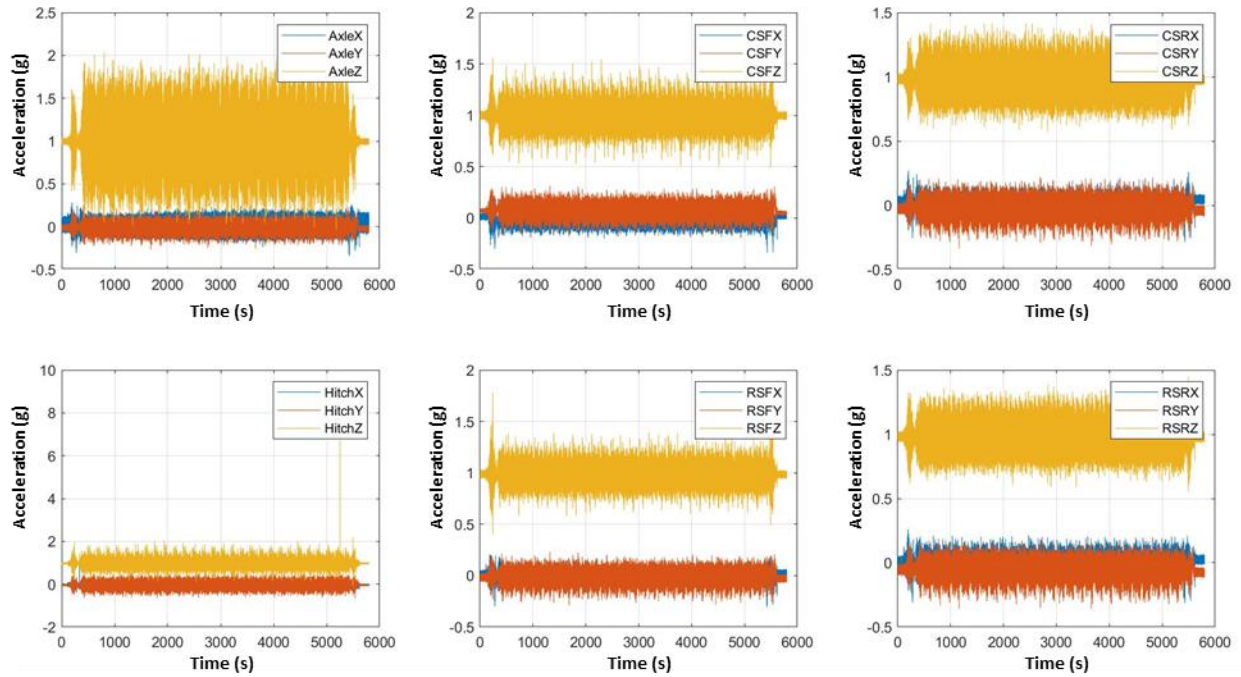 Acceleration (g)
2.5
2
1.5
1
0.5
0
-0.5
AxleX
AxleY
AxleZ
0 1000 2000 3000 4000 5000 6000
Time (s)
Acceleration (g)
2
1.5
1
0.5
0
-0.5
CSFX
CSFY
CSFZ
0 1000 2000 3000 4000 5000 6000
Time (s)
Acceleration (g)
1.5
1
0.5
0
-0.5
CSRX
CSRY
CSRZ
0 1000 2000 3000 4000 5000 6000
Time (s)
Acceleration (g)
10
8
6
4
2
0
-2
HitchX
HitchY
HitchZ
0 1000 2000 3000 4000 5000 6000
Time (s)
Acceleration (g)
2
1.5
1
0.5
0
-0.5
RSFX
RSFY
RSFZ
0 1000 2000 3000 4000 5000 6000
Time (s)
Acceleration (g)
1.5
1
0.5
0
-0.5
RSRX
RSRY
RSRZ
0 1000 2000 3000 4000 5000 6000
Time (s)